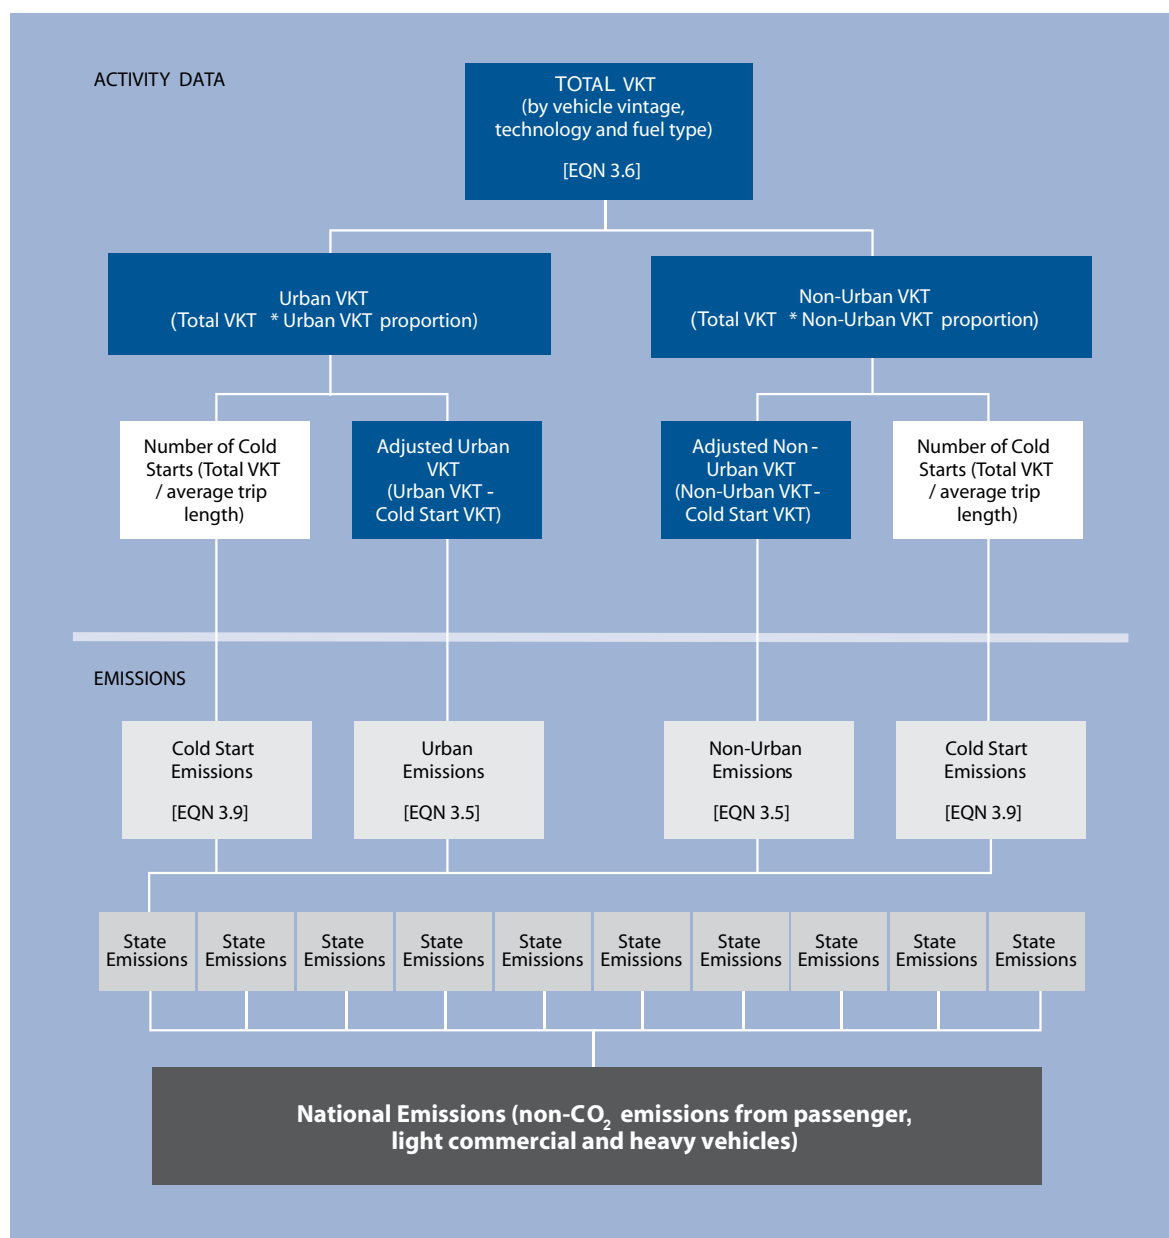 ACTIVITY DATA
TOTAL VKT
(by vehicle vintage,
technology and fuel type)
[EQN 3.6]
Urban VKT
(Total VKT * Urban VKT proportion)
Non-Urban VKT
(Total VKT * Non-Urban VKT proportion)
Number of Cold
Starts (Total VKT
/ average trip
length)
Adjusted Urban
VKT
(Urban VKT -
Cold Start VKT)
Adjusted Non-
Urban VKT
(Non-Urban VKT-
Cold Start VKT)
Number of Cold
Starts (Total VKT
/ average trip
length)
EMISSIONS
Cold Start
Emissions
[EQN 3.9]
Urban
Emissions
[EQN 3.5]
Non-Urban
Emissions
[EQN 3.5]
Cold Start
Emissions
[EQN 3.9]
State
Emissions
State
Emissions
State
Emissions
State
Emissions
State
Emissions
State
Emissions
State
Emissions
State
Emissions
State
Emissions
State
Emissions
National Emissions (non-CO₂ emissions from passenger,
light commercial and heavy vehicles)